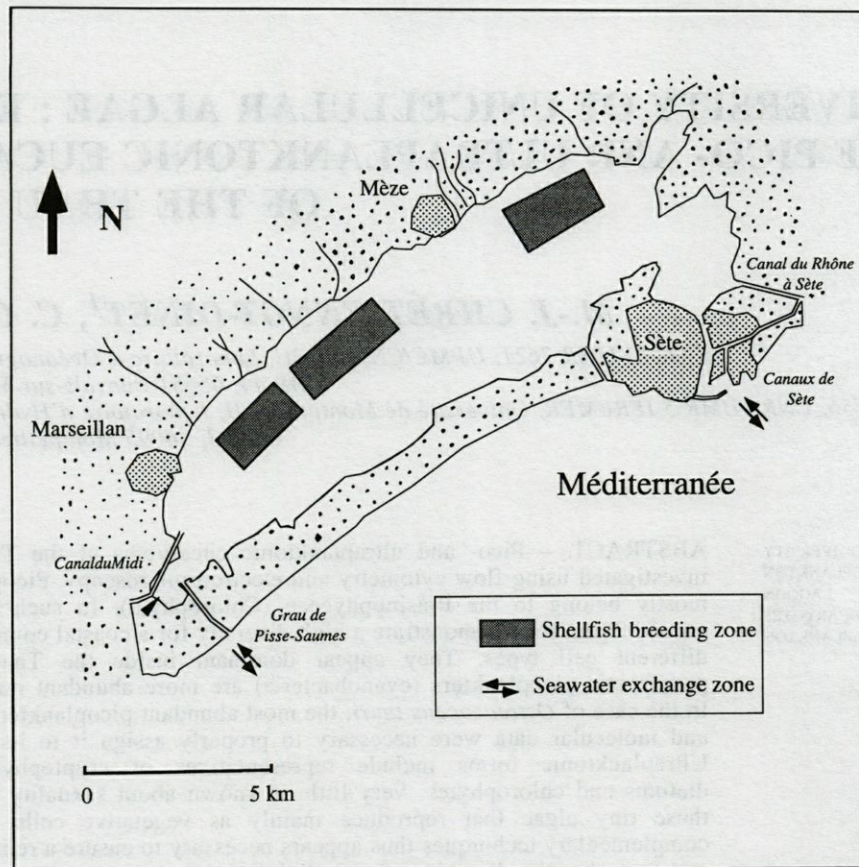 Mèze
N
Canal du Rhône
à Sète
Sète
Canaux de
Sète
Marseillan
Méditerranée
CanalduMidi
Grau de
Pisse-Saumes
Shellfish breeding zone
Seawater exchange zone
0 5 km